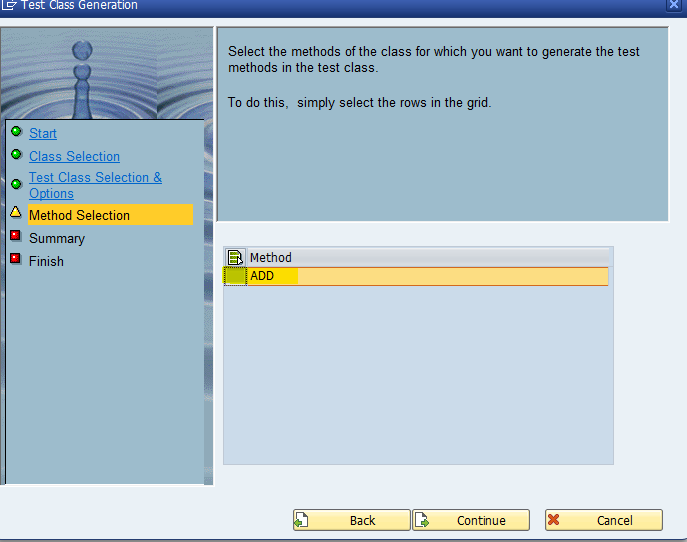 Test Class Generation
Select the methods of the class for which you want to generate the test
methods in the test class.
To do this, simply select the rows in the grid.
Start
Class Selection
Test Class Selection &
Options
Method Selection
Summary
Finish
Method
ADD
Back
Continue
Cancel